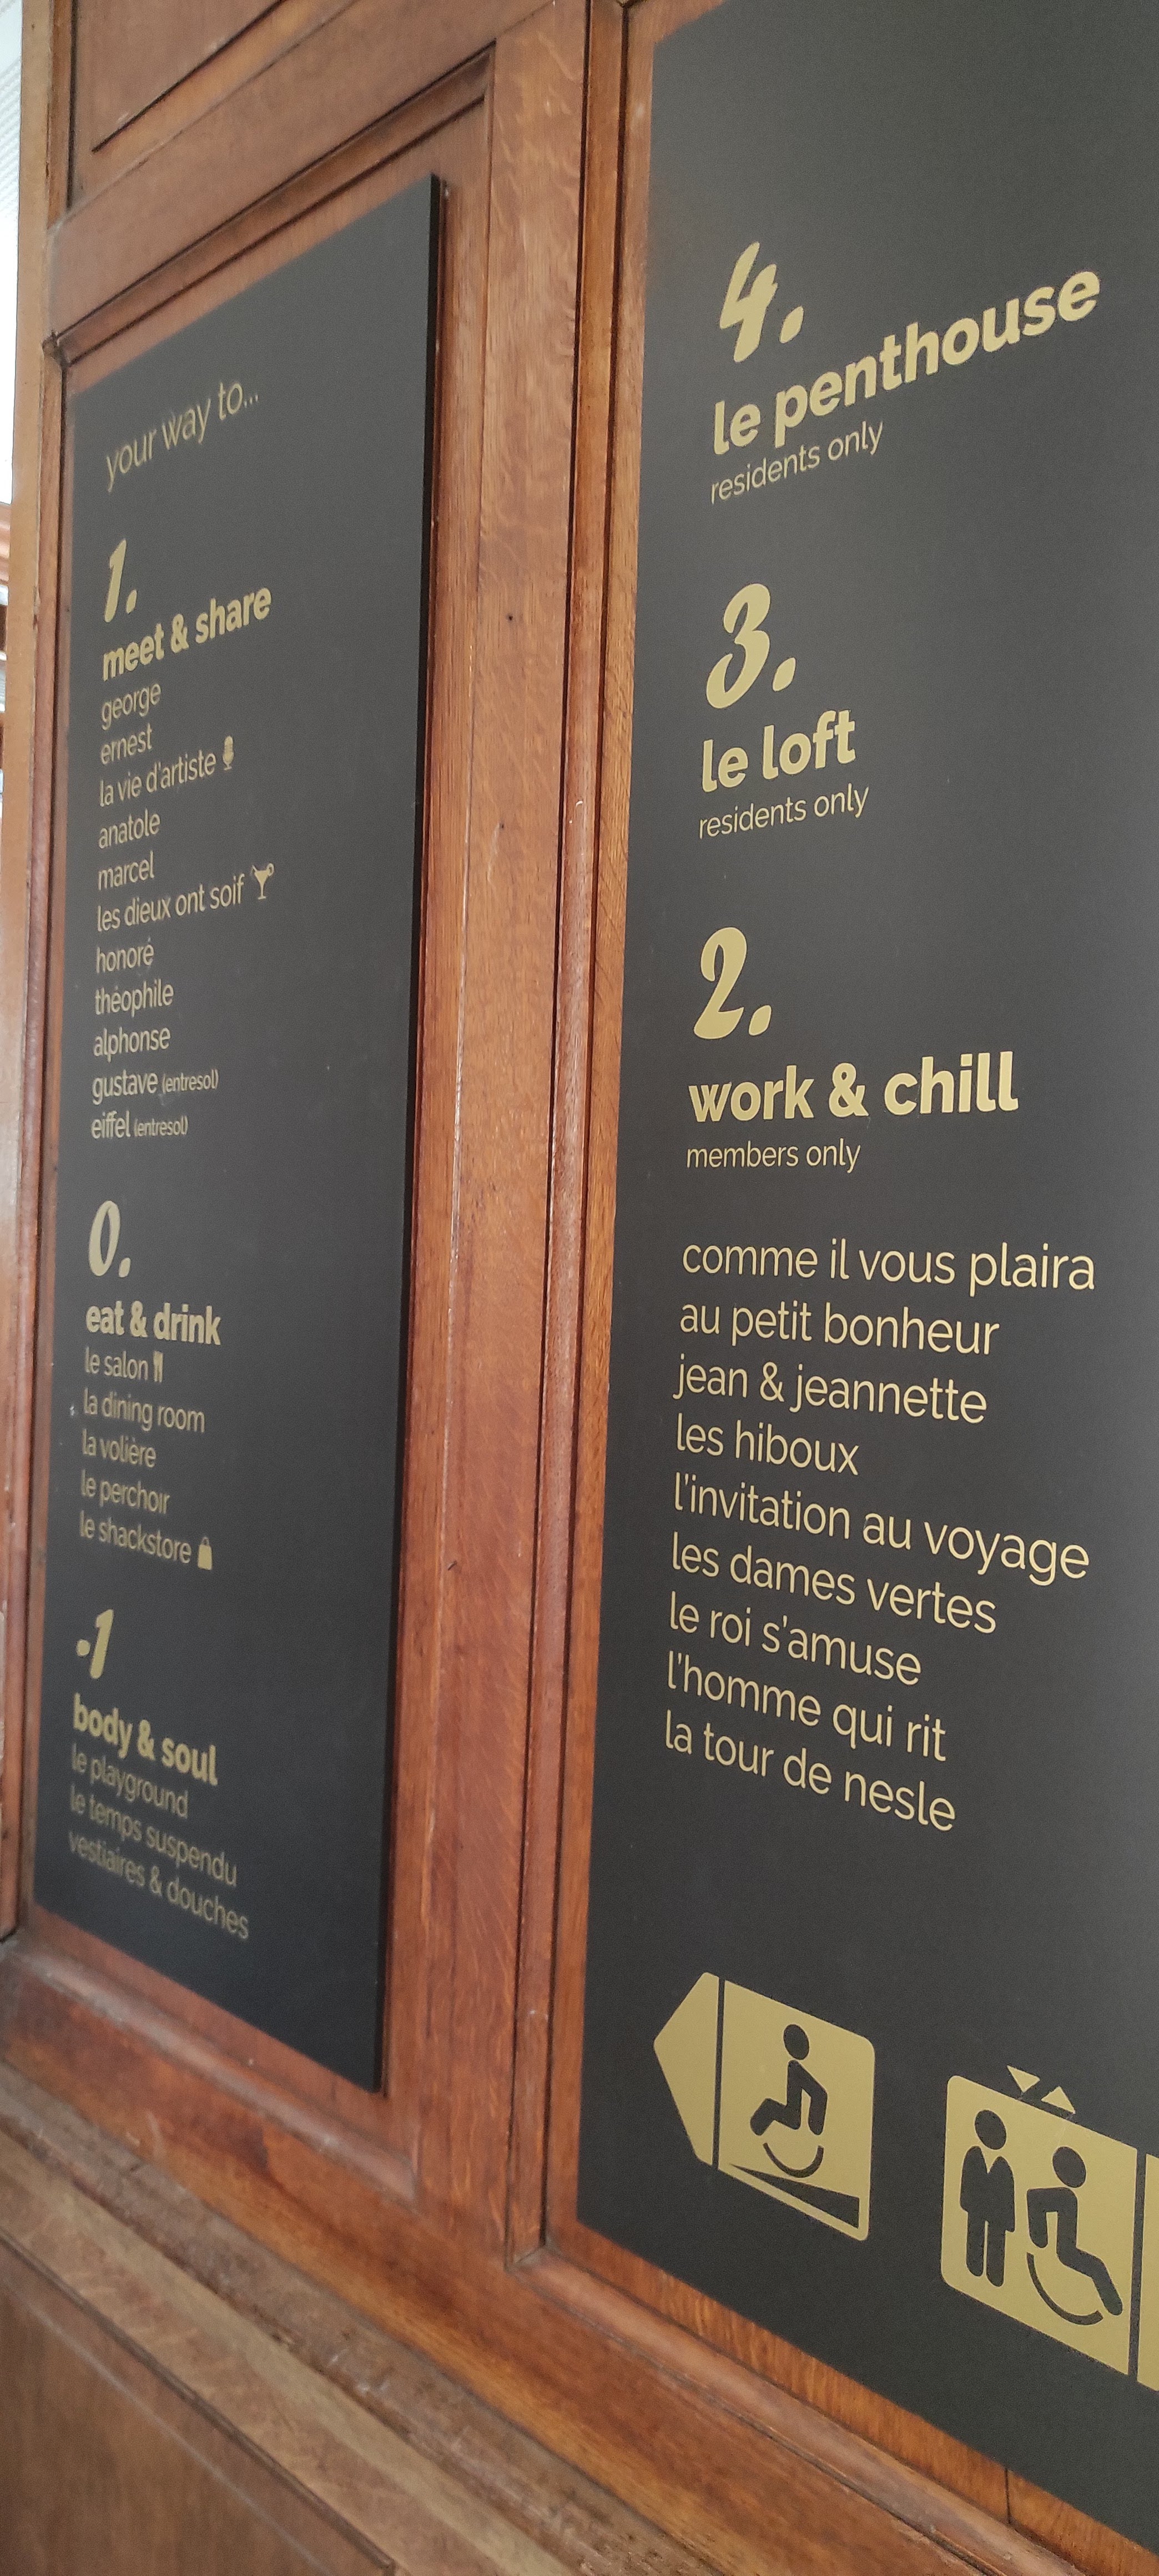 your way to...
1.
meet & share
george
ernest
la vie d'artiste
anatole
marcel
les dieux ont soif
honoré
théophile
alphonse
gustave (entresol)
eiffel (entresol)
0.
eat & drink
le salon
la dining room
la volière
le perchoir
le shackstore
-1
body & soul
le playground
le temps suspendu
vestiaires & douches
4.
le penthouse
residents only
3.
le loft
residents only
2.
work & chill
members only
comme il vous plaira
au petit bonheur
jean & jeannette
les hiboux
l'invitation au voyage
les dames vertes
le roi s'amuse
l'homme qui rit
la tour de nesle